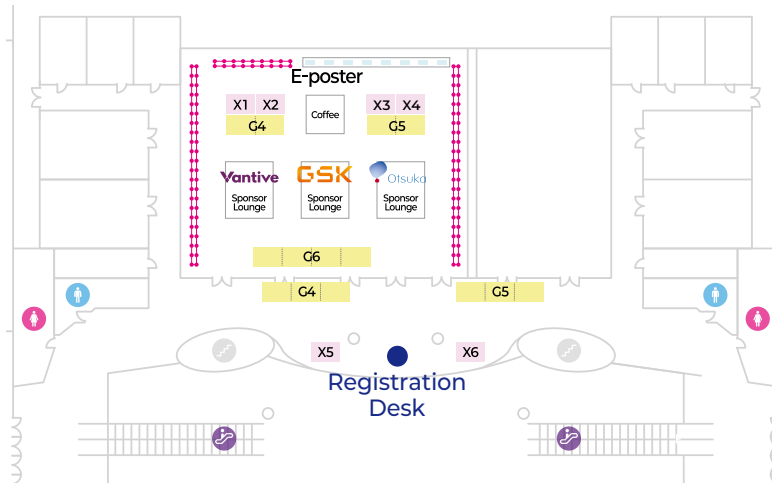 E-poster
X1 X2
Coffee
X3 X4
G4
G5
Vantive
GSK
Otsuka
Sponsor
Lounge
Sponsor
Lounge
Sponsor
Lounge
G6
G4
G5
X5
X6
Registration
Desk